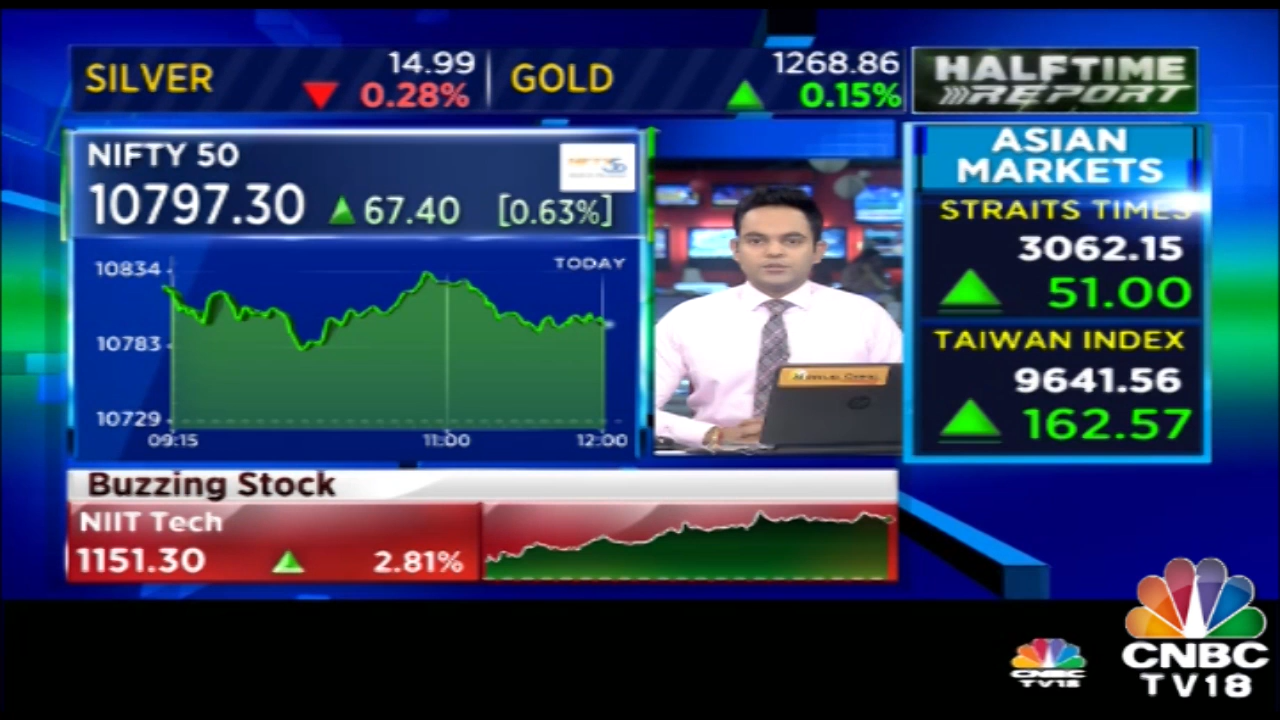 SILVER
14.99
0.28%
GOLD
1268.86
0.15%
HALFTIME
REPORT
NIFTY 50
10797.30 67.40 [0.63%]
TODAY
10834
10783
10729
09:15 11:00 12:00
ASIAN
MARKETS
STRAITS TIMES
3062.15
51.00
TAIWAN INDEX
9641.56
162.57
Buzzing Stock
NIIT Tech
1151.30 2.81%
CNBC
TV18
CNBC
TV18